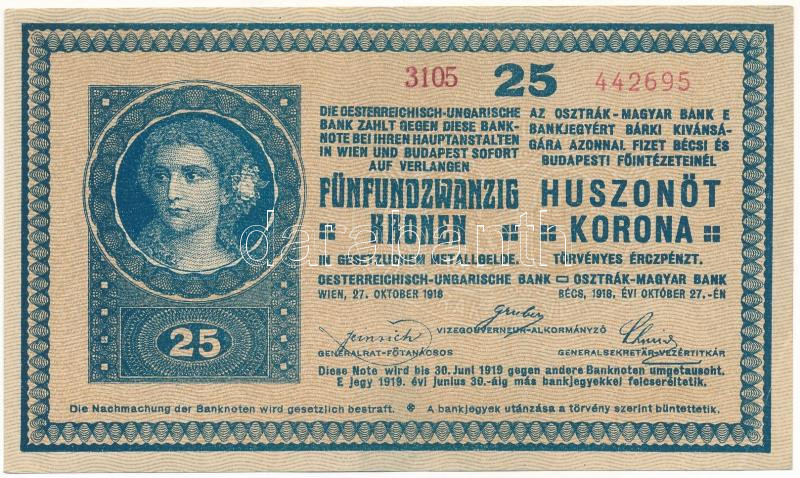 3105 25 442695
DIE OESTERREICHISCH-UNGARISCHE
BANK ZAHLT GEGEN DIESE BANK-
NOTE BEI IHREN HAUPTANSTALTEN
IN WIEN UND BUDAPEST SOFORT
AUF VERLANGEN
FÜNFUNDZWANZIG
KRONEN
IN GESETZLICHEM METALLGELDE.
OESTERREICHISCH-UNGARISCHE BANK
WIEN, 27. OKTOBER 1918
AZ OSZTRÁK-MAGYAR BANK E
BANKJEGYÉRT BÁRKI KIVÁNSÁ-
GÁRA AZONNAL FIZET BÉCSI ÉS
BUDAPESTI FŐINTÉZETEINÉL
HUSZONÖT
KORONA
TÖRVÉNYES ÉRCZPÉNZT.
OSZTRÁK-MAGYAR BANK
BÉCS, 1918. ÉVI OKTÓBER 27.-ÉN
darabanth
25
Gruber
VIZEGOUVERNEUR-ALKORMÁNYZÓ
GENERALRAT-FŐTANÁCSOS
GENERALSEKRETÄR-VEZÉRTITKÁR
Diese Note wird bis 30. Juni 1919 gegen andere Banknoten umgetauscht.
E jegy 1919. évi junius 30.-áig más bankjegyekkel felcseréltetik.
Die Nachmachung der Banknoten wird gesetzlich bestraft. A bankjegyek utánzása a törvény szerint büntettetik.